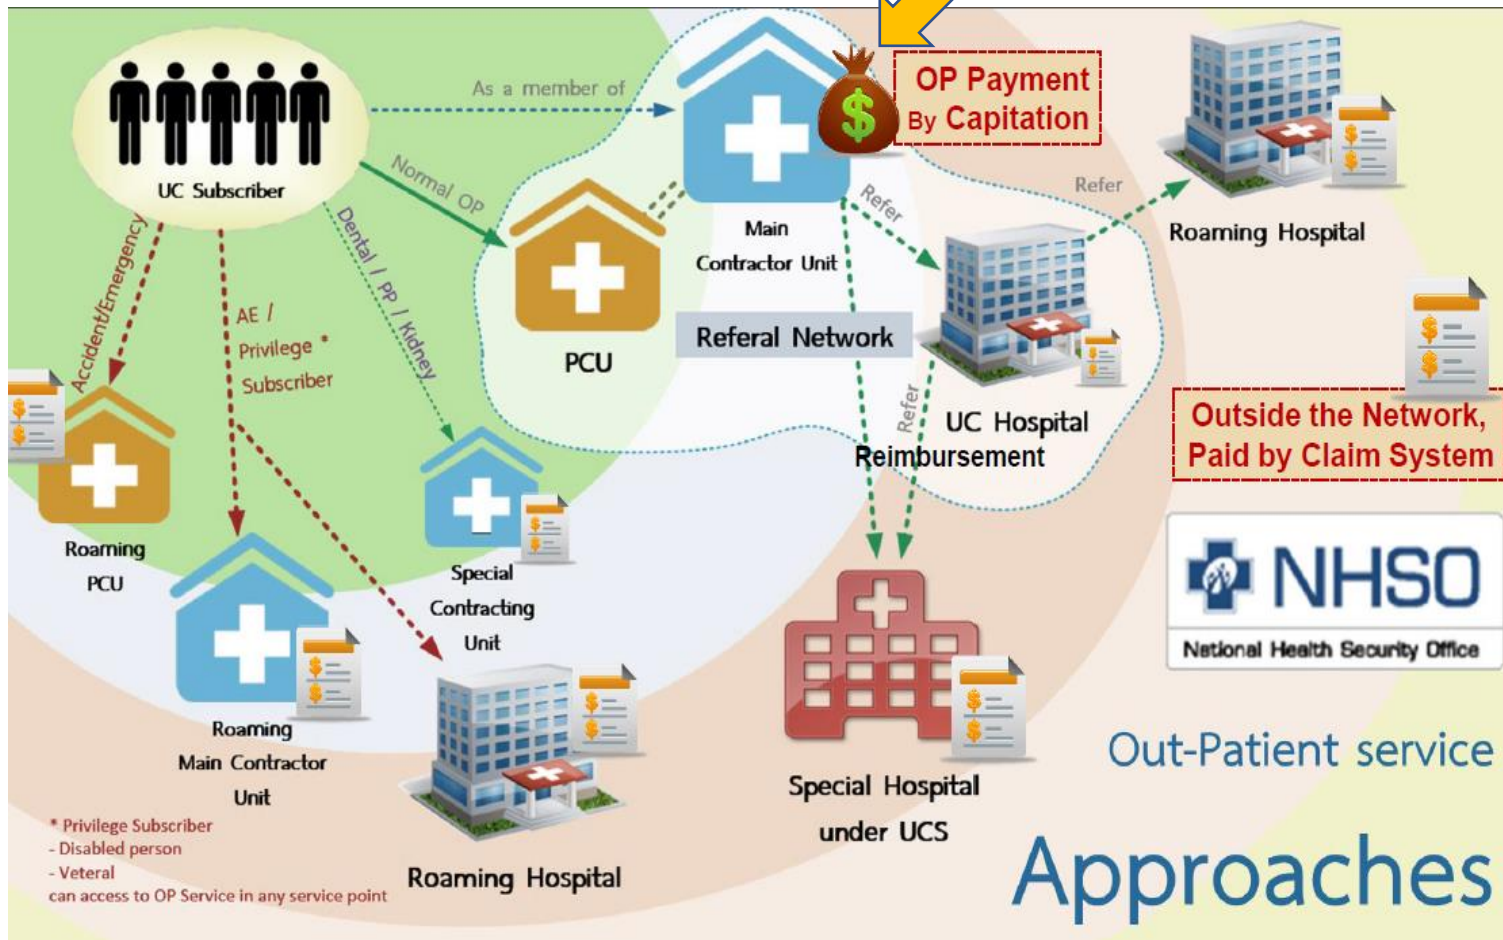 As a member of
OP Payment
By Capitation
UC Subscriber
Normal OP
Refer
Refer
Roaming Hospital
Main
Contractor Unit
Accident/Emergency
AE /
Privilege *
Subscriber
Dental / PP / Kidney
Referal Network
PCU
Refer
UC Hospital
Reimbursement
Outside the Network,
Paid by Claim System
Roaming
PCU
Special
Contracting
Unit
NHSO
National Health Security Office
Roaming
Main Contractor
Unit
Out-Patient service
Approaches
Special Hospital
under UCS
Roaming Hospital
* Privilege Subscriber
- Disabled person
- Veteral
can access to OP Service in any service point